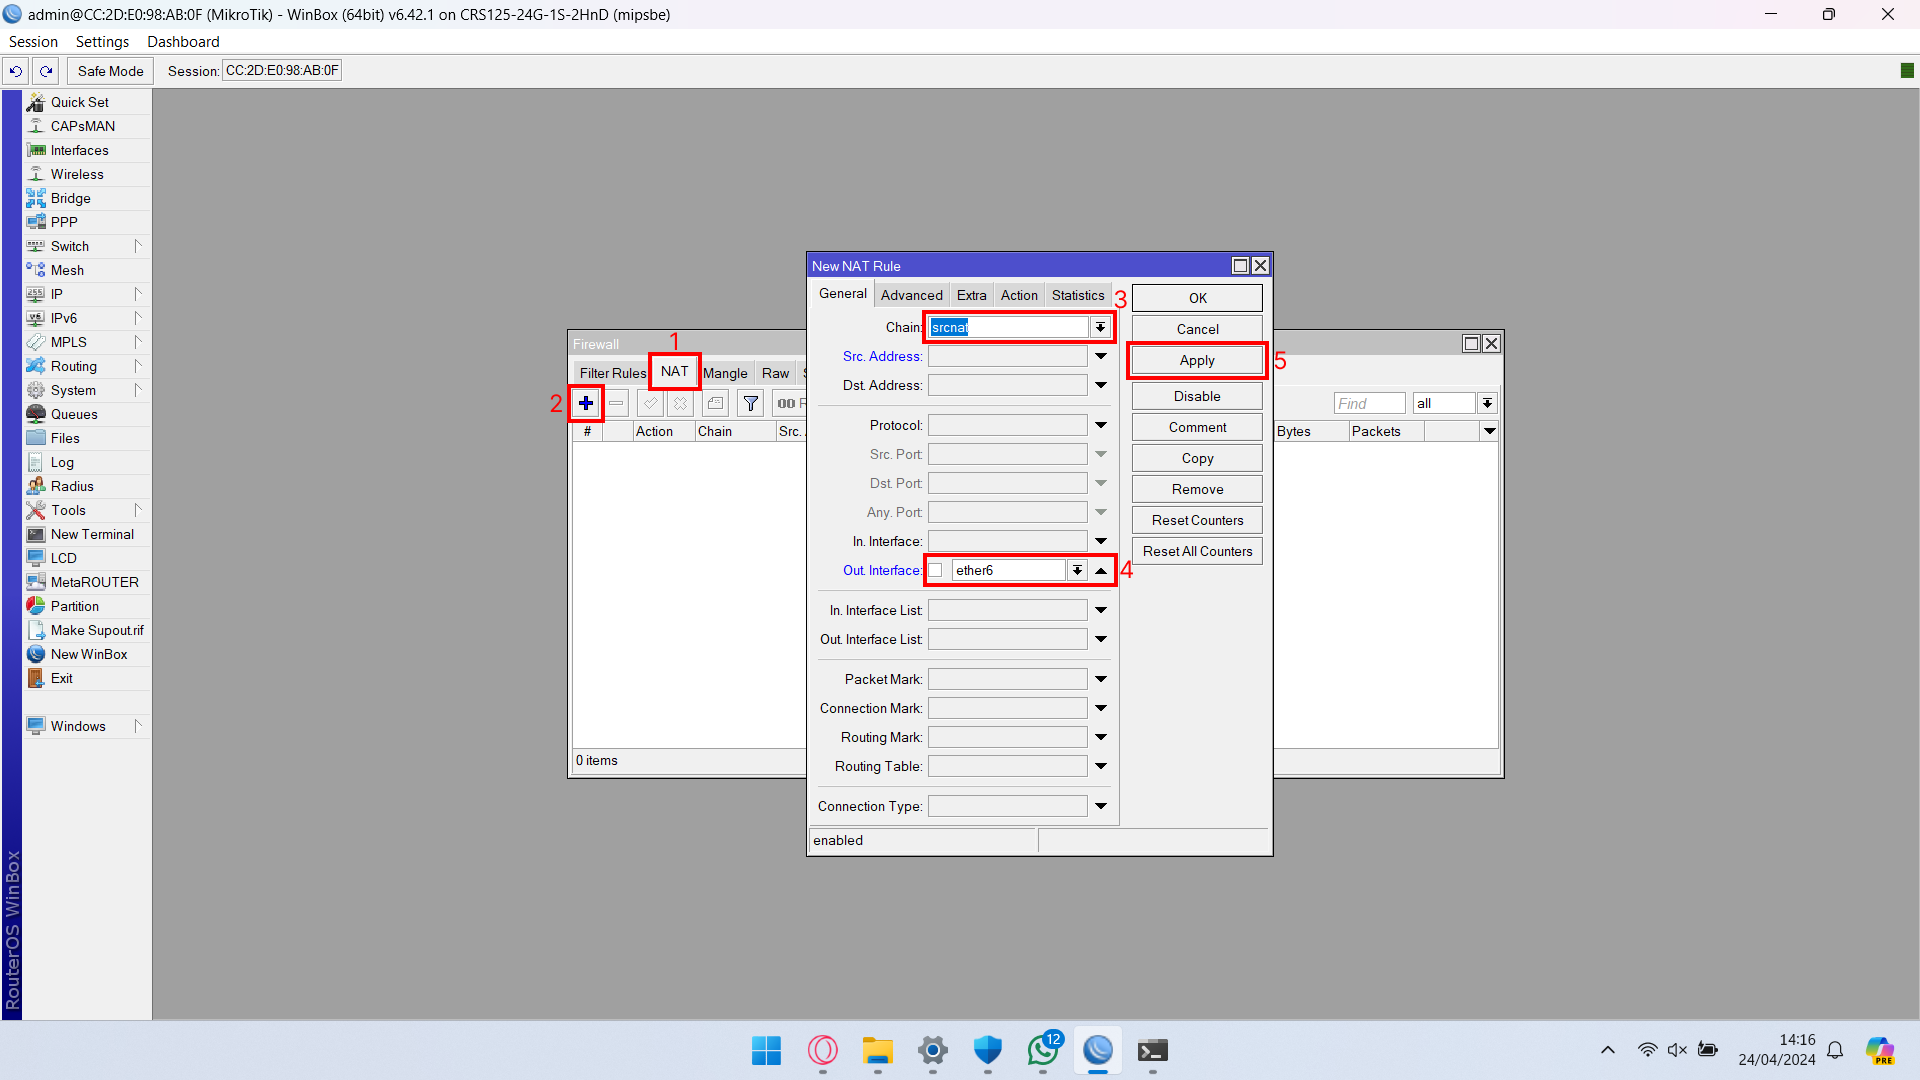 admin@CC:2D:E0:98:AB:0F (MikroTik) - WinBox (64bit) v6.42.1 on CRS125-24G-1S-2HnD (mipsbe)
Session Settings Dashboard
Safe Mode Session: CC:2D:E0:98:AB:0F
Quick Set
CAPsMAN
Interfaces
Wireless
Bridge
PPP
Switch
Mesh
IP
IPv6
MPLS
Routing
System
Queues
Files
Log
Radius
Tools
New Terminal
LCD
MetaROUTER
Partition
Make Supout.rif
New WinBox
Exit
Windows
RouterOS WinBox
Firewall
1
Filter Rules NAT Mangle Raw
2
Find all
# Action Chain Src. Bytes Packets
0 items
New NAT Rule
General Advanced Extra Action Statistics
3
Chain: srcnat
Src. Address:
Dst. Address:
Protocol:
Src. Port:
Dst. Port:
Any. Port:
In. Interface:
Out. Interface: ether6
4
In. Interface List:
Out. Interface List:
Packet Mark:
Connection Mark:
Routing Mark:
Routing Table:
Connection Type:
enabled
OK
Cancel
Apply
5
Disable
Comment
Copy
Remove
Reset Counters
Reset All Counters
12
14:16
24/04/2024
PRE